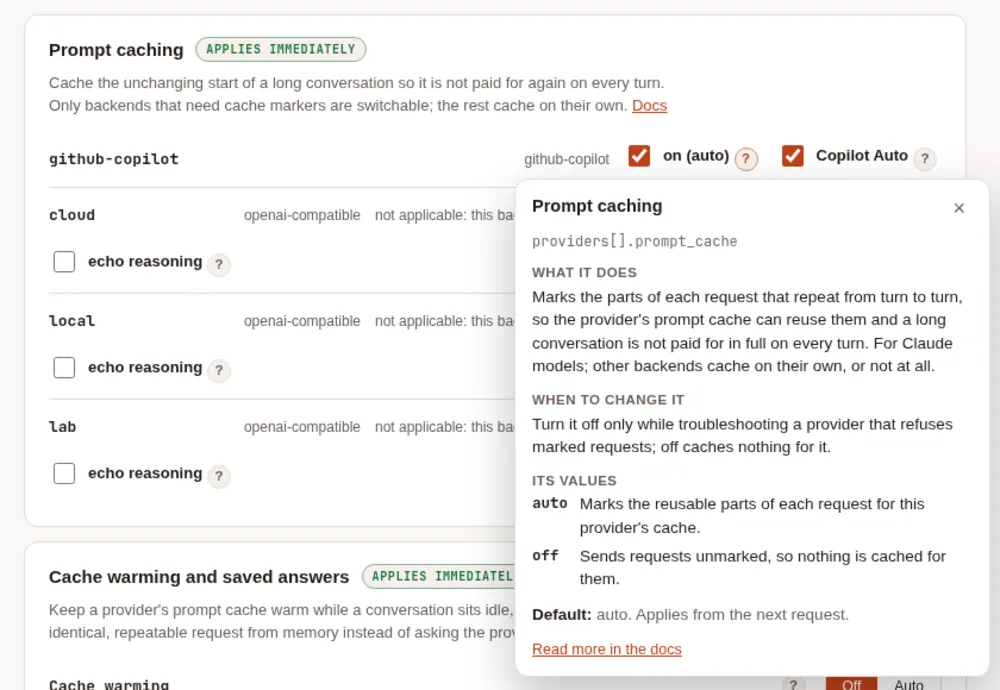 Prompt caching APPLIES IMMEDIATELY
Cache the unchanging start of a long conversation so it is not paid for again on every turn.
Only backends that need cache markers are switchable; the rest cache on their own. Docs
github-copilot github-copilot on (auto) ? Copilot Auto ?
cloud openai-compatible not applicable: this
echo reasoning ?
local openai-compatible not applicable: this
echo reasoning ?
lab openai-compatible not applicable: this
echo reasoning ?
Prompt caching ×
providers[].prompt_cache
WHAT IT DOES
Marks the parts of each request that repeat from turn to turn,
so the provider's prompt cache can reuse them and a long
conversation is not paid for in full on every turn. For Claude
models; other backends cache on their own, or not at all.
WHEN TO CHANGE IT
Turn it off only while troubleshooting a provider that refuses
marked requests; off caches nothing for it.
ITS VALUES
auto Marks the reusable parts of each request for this
provider's cache.
off Sends requests unmarked, so nothing is cached for
them.
Default: auto. Applies from the next request.
Read more in the docs
Cache warming and saved answers APPLIES
Keep a provider's prompt cache warm while a conversation sits idle,
identical, repeatable request from memory instead of asking the
Cache warming ? Off Auto